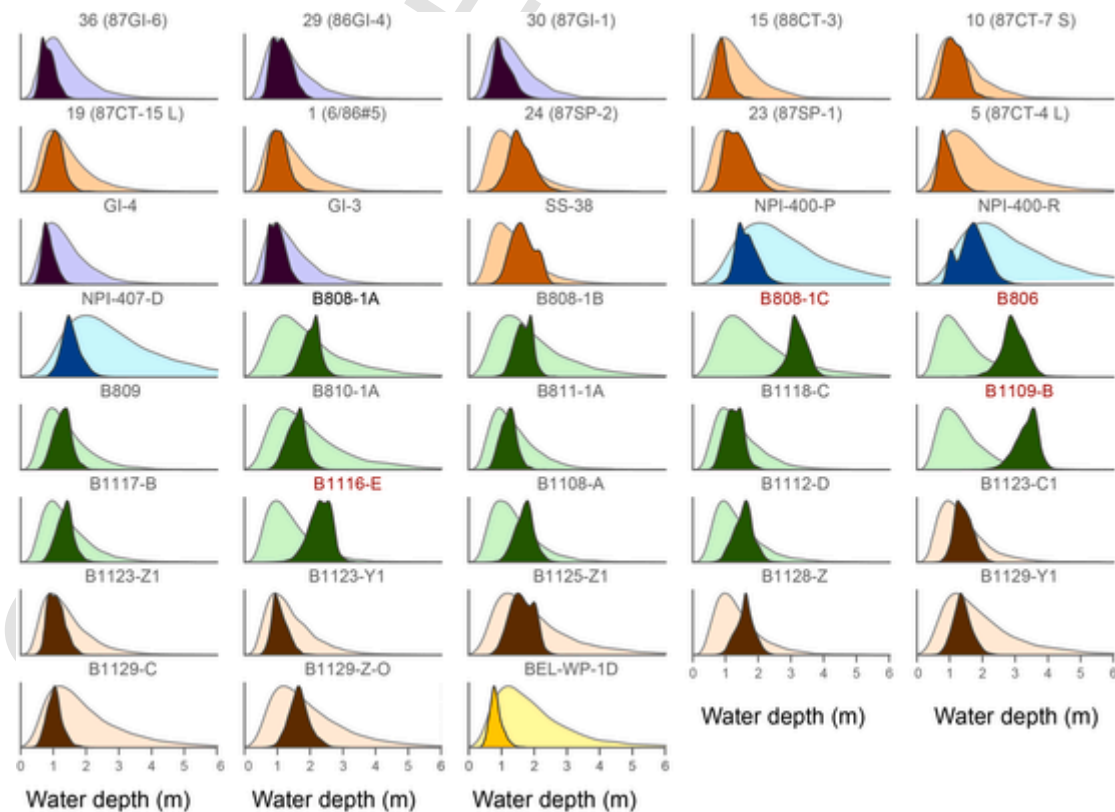 36 (87GI-6) 29 (86GI-4) 30 (87GI-1) 15 (88CT-3) 10 (87CT-7 S)
19 (87CT-15 L) 1 (6/86#5) 24 (87SP-2) 23 (87SP-1) 5 (87CT-4 L)
GI-4 GI-3 SS-38 NPI-400-P NPI-400-R
NPI-407-D B808-1A B808-1B B808-1C B806
B809 B810-1A B811-1A B1118-C B1109-B
B1117-B B1116-E B1108-A B1112-D B1123-C1
B1123-Z1 B1123-Y1 B1125-Z1 B1128-Z B1129-Y1
0 1 2 3 4 5 6 0 1 2 3 4 5 6
B1129-C B1129-Z-O BEL-WP-1D
Water depth (m) Water depth (m)
0 1 2 3 4 5 6 0 1 2 3 4 5 6 0 1 2 3 4 5 6
Water depth (m) Water depth (m) Water depth (m)